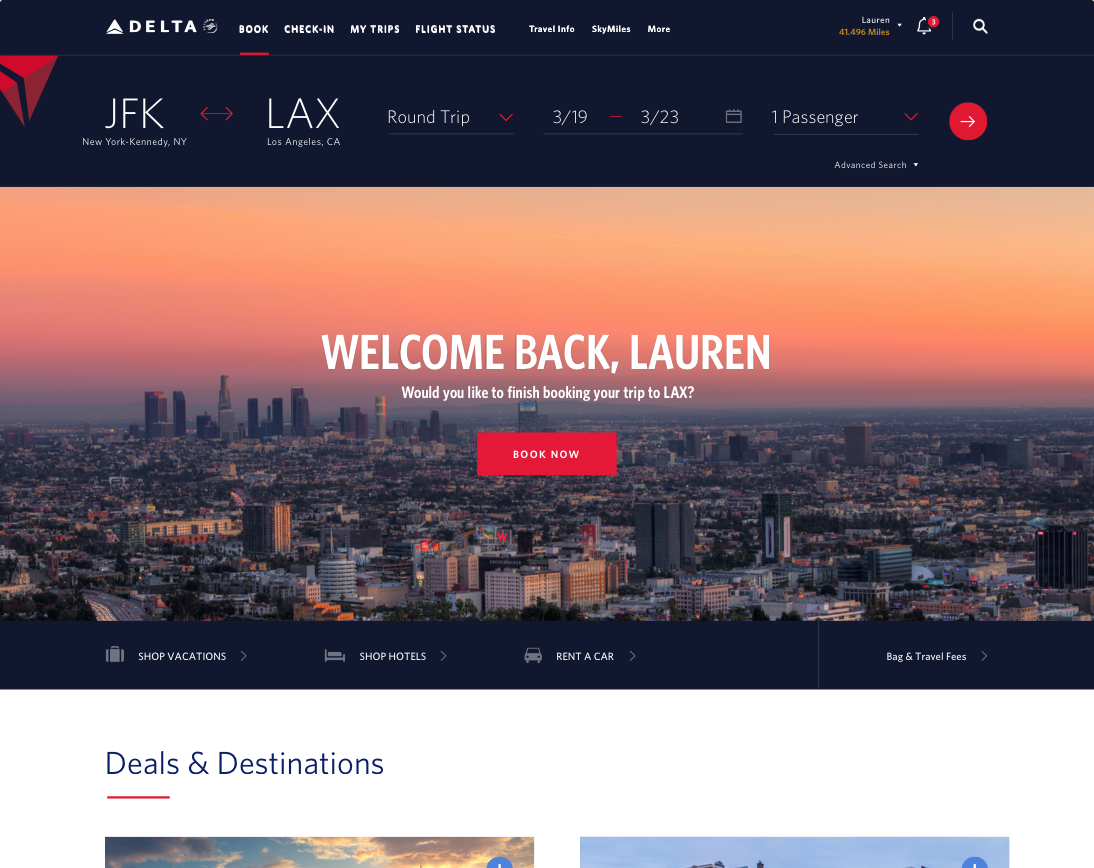 DELTA
BOOK CHECK-IN MY TRIPS FLIGHT STATUS Travel Info SkyMiles More
Lauren
41.496 Miles
3
JFK LAX
New York-Kennedy, NY Los Angeles, CA
Round Trip 3/19 — 3/23 1 Passenger
Advanced Search
WELCOME BACK, LAUREN
Would you like to finish booking your trip to LAX?
BOOK NOW
SHOP VACATIONS SHOP HOTELS RENT A CAR Bag & Travel Fees
Deals & Destinations